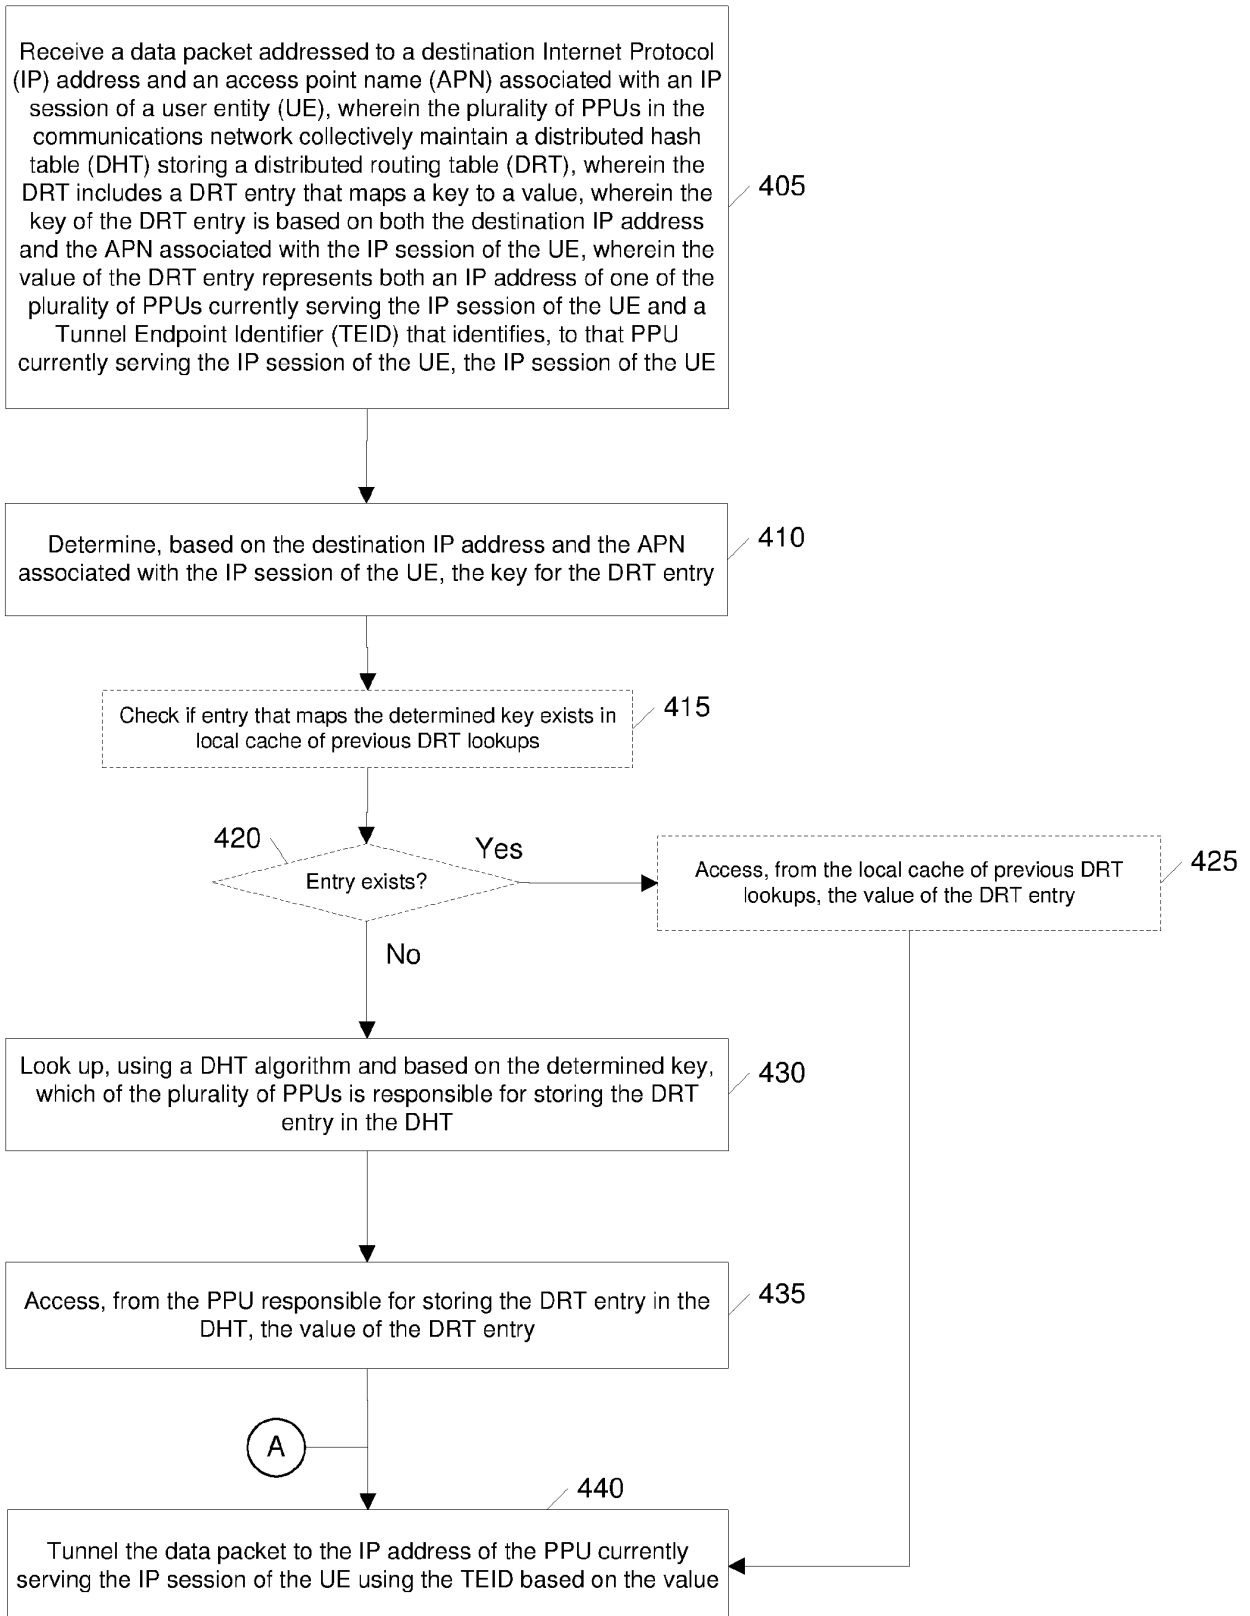 Receive a data packet addressed to a destination Internet Protocol
(IP) address and an access point name (APN) associated with an IP
session of a user entity (UE), wherein the plurality of PPUs in the
communications network collectively maintain a distributed hash
table (DHT) storing a distributed routing table (DRT), wherein the
DRT includes a DRT entry that maps a key to a value, wherein the
key of the DRT entry is based on both the destination IP address
and the APN associated with the IP session of the UE, wherein the
value of the DRT entry represents both an IP address of one of the
plurality of PPUs currently serving the IP session of the UE and a
Tunnel Endpoint Identifier (TEID) that identifies, to that PPU
currently serving the IP session of the UE, the IP session of the UE
405
Determine, based on the destination IP address and the APN
associated with the IP session of the UE, the key for the DRT entry
410
Check if entry that maps the determined key exists in
local cache of previous DRT lookups
415
420
Entry exists?
Yes
No
Access, from the local cache of previous DRT
lookups, the value of the DRT entry
425
Look up, using a DHT algorithm and based on the determined key,
which of the plurality of PPUs is responsible for storing the DRT
entry in the DHT
430
Access, from the PPU responsible for storing the DRT entry in the
DHT, the value of the DRT entry
435
A
440
Tunnel the data packet to the IP address of the PPU currently
serving the IP session of the UE using the TEID based on the value